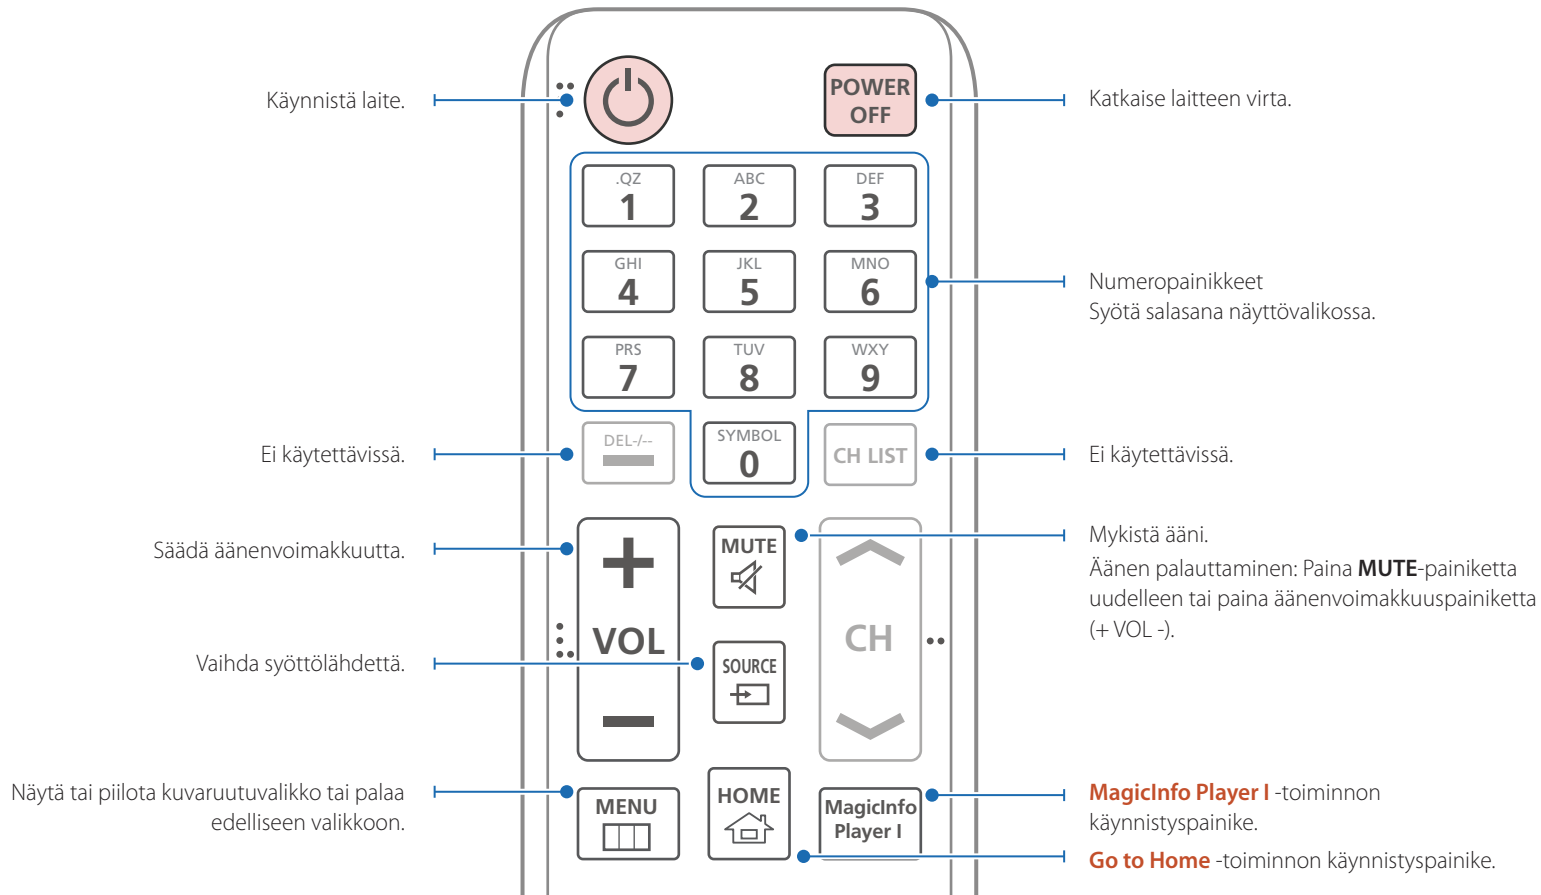 Käynnistä laite.
POWER
OFF
Katkaise laitteen virta.
.QZ
1
ABC
2
DEF
3
GHI
4
JKL
5
MNO
6
Numeropainikkeet
Syötä salasana näyttövalikossa.
PRS
7
TUV
8
WXY
9
Ei käytettävissä.
DEL-/--
SYMBOL
0
CH LIST
Ei käytettävissä.
Säädä äänenvoimakkuutta.
+
VOL
−
MUTE
CH
Mykistä ääni.
Äänen palauttaminen: Paina MUTE-painiketta
uudelleen tai paina äänenvoimakkuuspainiketta
(+ VOL -).
Vaihda syöttölähdettä.
SOURCE
Näytä tai piilota kuvaruutuvalikko tai palaa
edelliseen valikkoon.
MENU
HOME
MagicInfo
Player I
MagicInfo Player I -toiminnon
käynnistyspainike.
Go to Home -toiminnon käynnistyspainike.